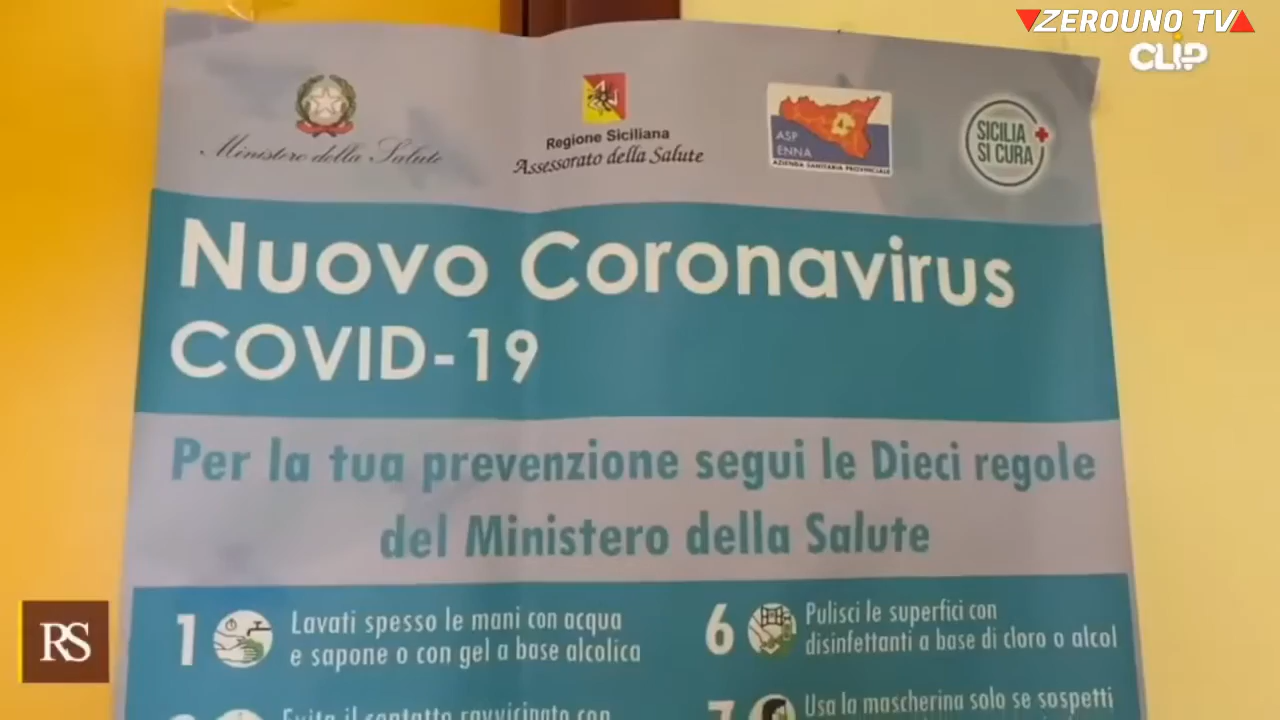 ZEROUNO TV
CLIP
Ministero della Salute
Regione Siciliana
Assessorato della Salute
ASP
ENNA
AZIENDA SANITARIA PROVINCIALE
SICILIA
SI CURA
Nuovo Coronavirus
COVID-19
Per la tua prevenzione segui le Dieci regole
del Ministero della Salute
1
Lavati spesso le mani con acqua
e sapone o con gel a base alcolica
Evita il contatto ravvicinato con
6
Pulisci le superfici con
disinfettanti a base di cloro o alcol
7
Usa la mascherina solo se sospetti
RS